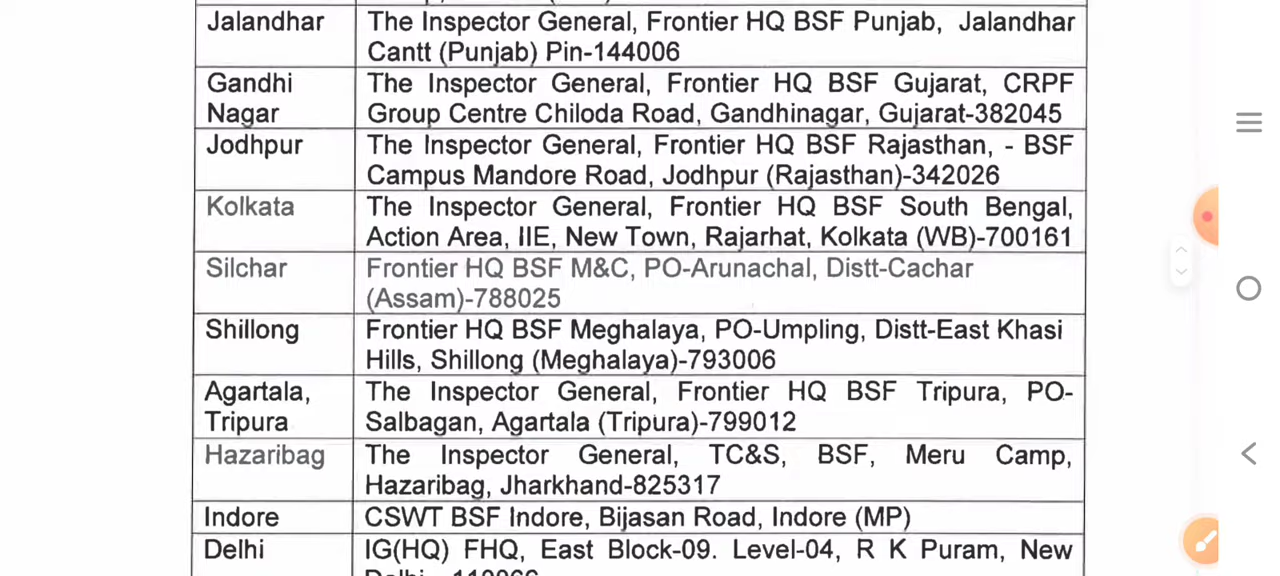 Jalandhar
The Inspector General, Frontier HQ BSF Punjab, Jalandhar
Cantt (Punjab) Pin-144006
Gandhi
Nagar
The Inspector General, Frontier HQ BSF Gujarat, CRPF
Group Centre Chiloda Road, Gandhinagar, Gujarat-382045
Jodhpur
The Inspector General, Frontier HQ BSF Rajasthan, - BSF
Campus Mandore Road, Jodhpur (Rajasthan)-342026
Kolkata
The Inspector General, Frontier HQ BSF South Bengal,
Action Area, IIE, New Town, Rajarhat, Kolkata (WB)-700161
Silchar
Frontier HQ BSF M&C, PO-Arunachal, Distt-Cachar
(Assam)-788025
Shillong
Frontier HQ BSF Meghalaya, PO-Umpling, Distt-East Khasi
Hills, Shillong (Meghalaya)-793006
Agartala,
Tripura
The Inspector General, Frontier HQ BSF Tripura, PO-
Salbagan, Agartala (Tripura)-799012
Hazaribag
The Inspector General, TC&S, BSF, Meru Camp,
Hazaribag, Jharkhand-825317
Indore
CSWT BSF Indore, Bijasan Road, Indore (MP)
Delhi
IG(HQ) FHQ, East Block-09. Level-04, R K Puram, New